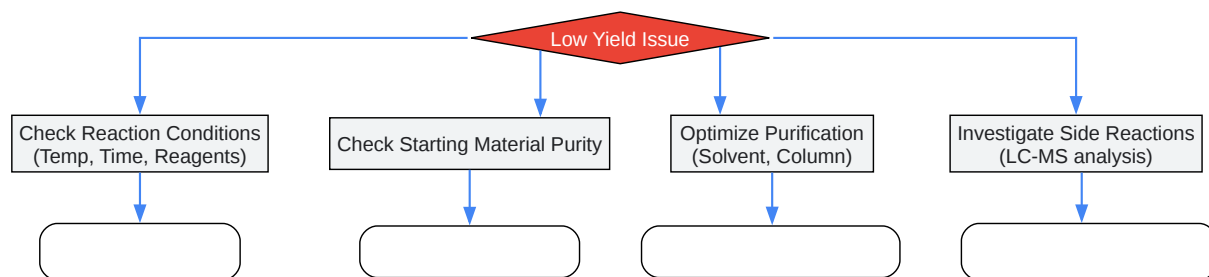 Low Yield Issue
Check Reaction Conditions
(Temp, Time, Reagents)
Check Starting Material Purity
Optimize Purification
(Solvent, Column)
Investigate Side Reactions
(LC-MS analysis)